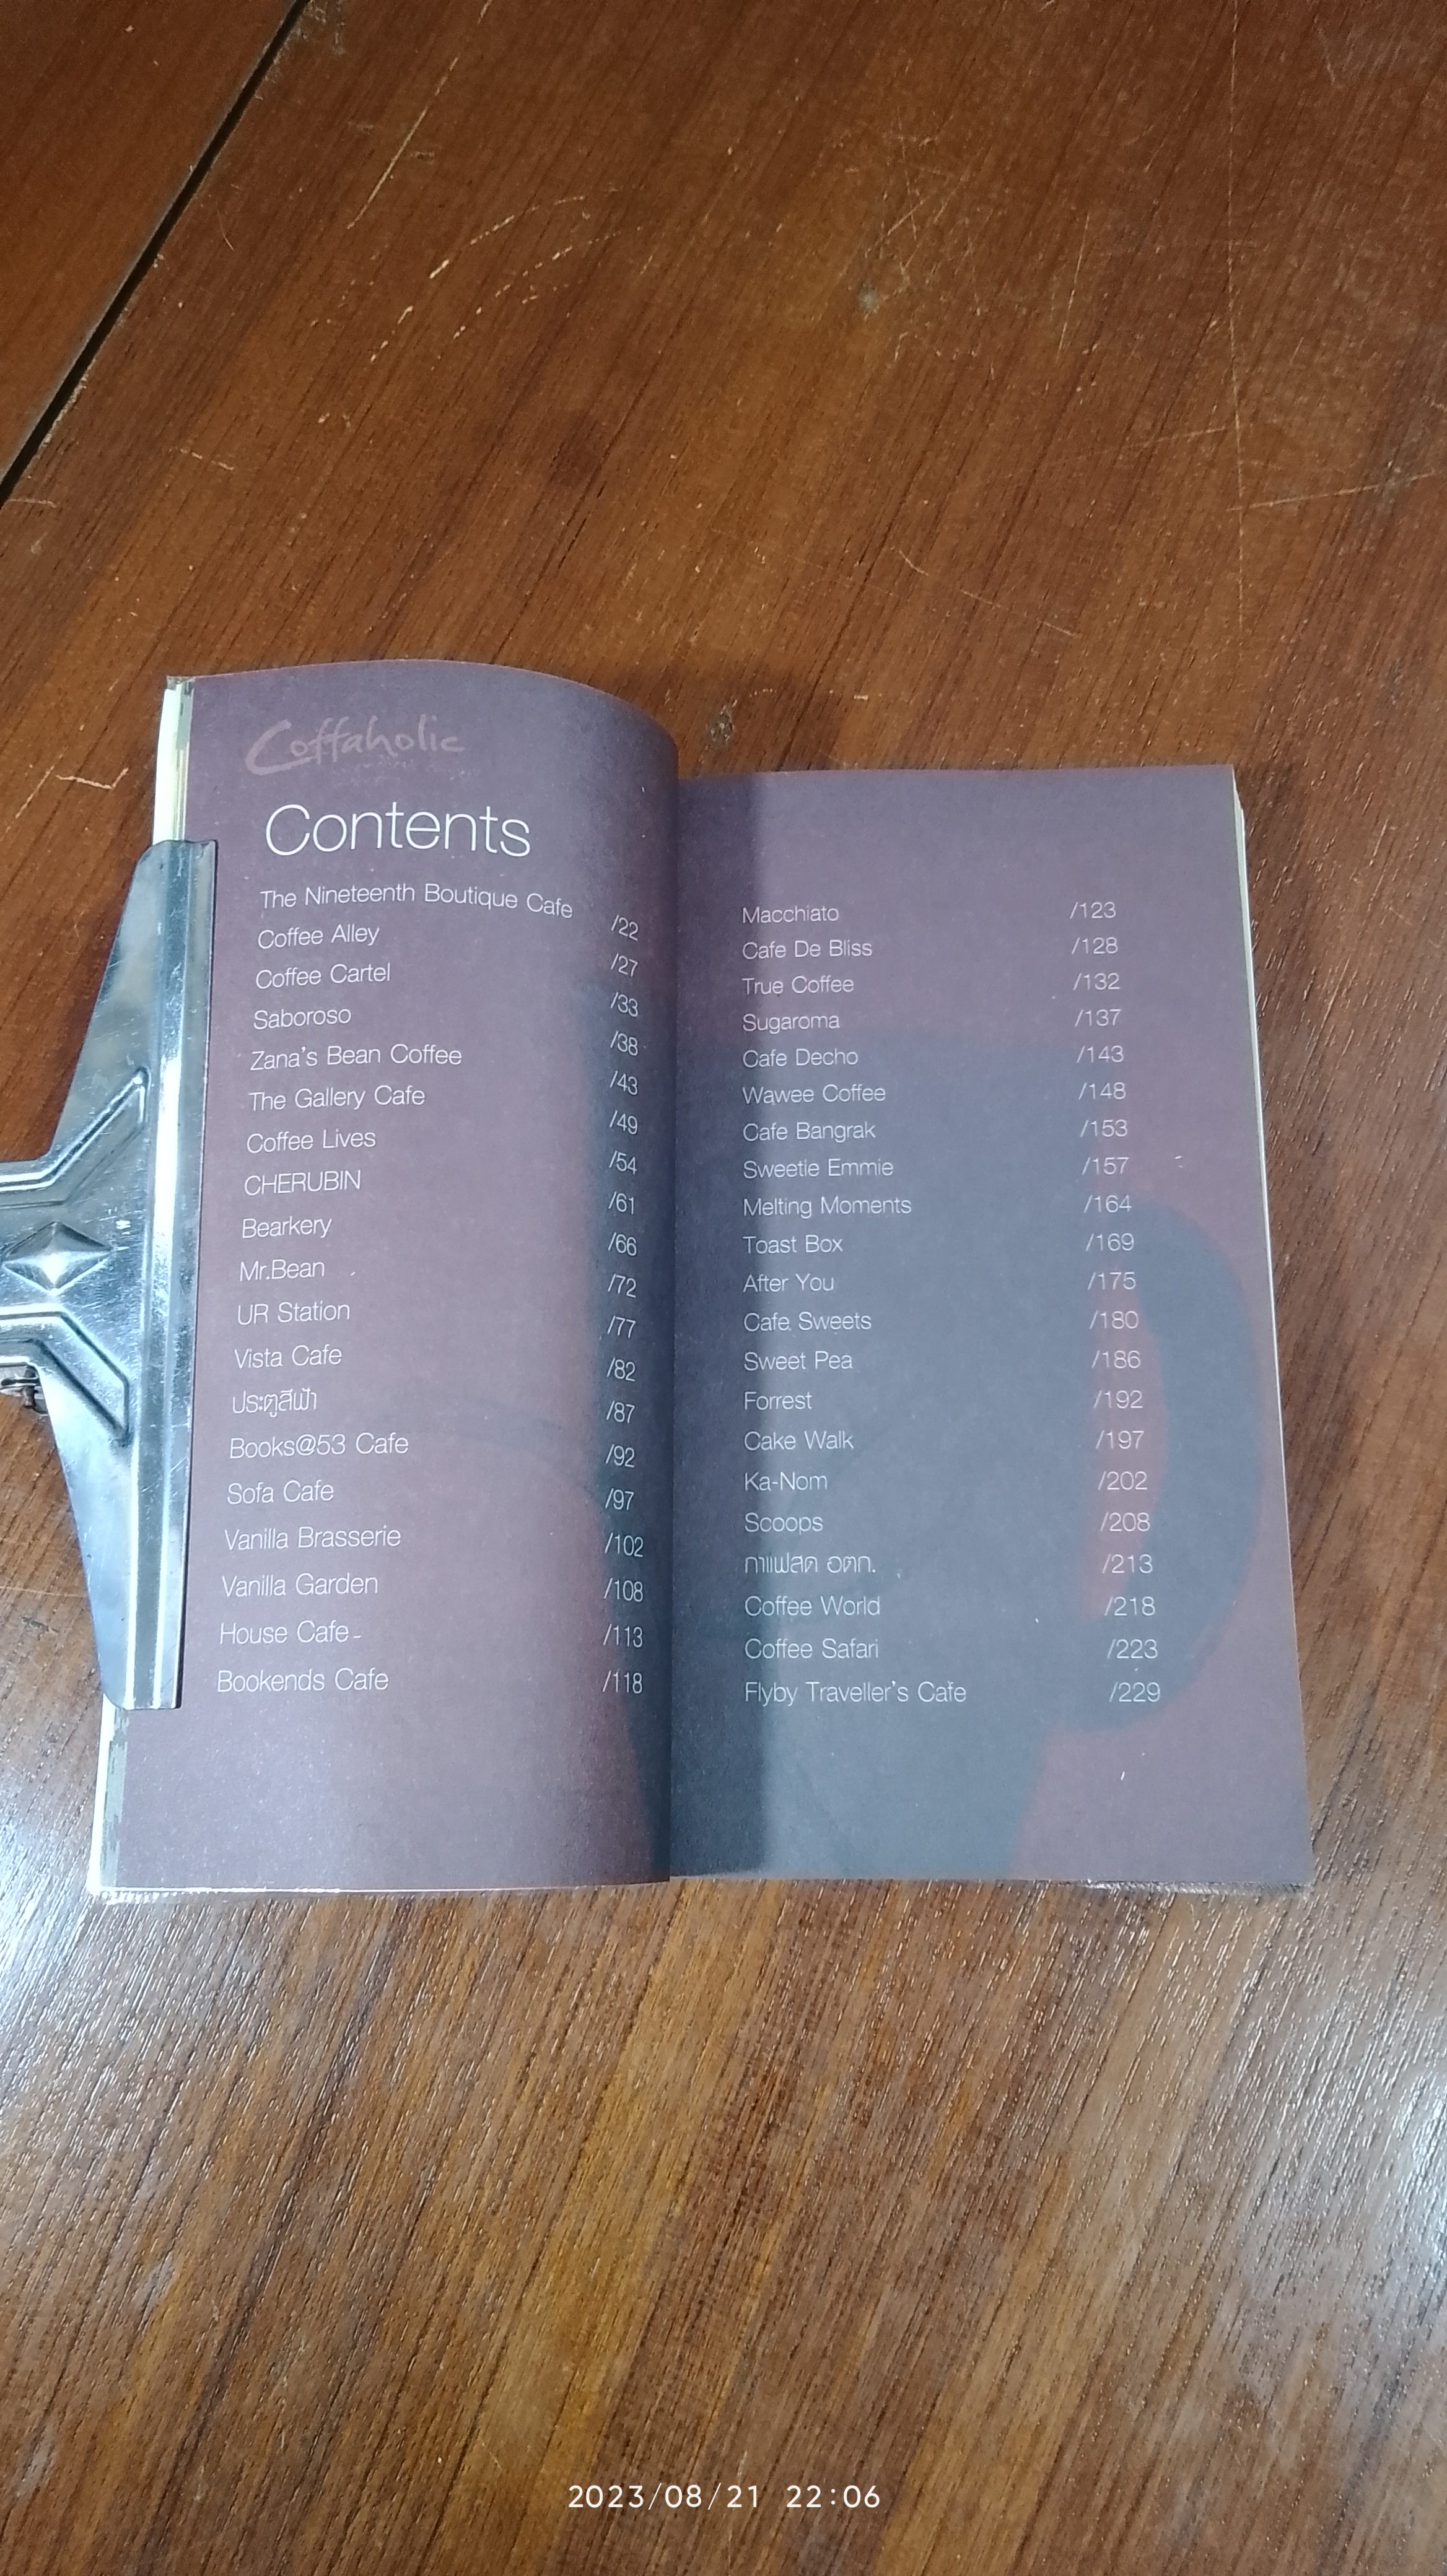 Coffaholic
Contents
The Nineteenth Boutique Cafe /22
Coffee Alley /27
Coffee Cartel /33
Saboroso /38
Zana's Bean Coffee /43
The Gallery Cafe /49
Coffee Lives /54
CHERUBIN /61
Bearkery /66
Mr.Bean /72
UR Station /77
Vista Cafe /82
ประตูสีฟ้า /87
Books@53 Cafe /92
Sofa Cafe /97
Vanilla Brasserie /102
Vanilla Garden /108
House Cafe /113
Bookends Cafe /118
Macchiato /123
Cafe De Bliss /128
True Coffee /132
Sugaroma /137
Cafe Decho /143
Wawee Coffee /148
Cafe Bangrak /153
Sweetie Emmie /157
Melting Moments /164
Toast Box /169
After You /175
Cafe Sweets /180
Sweet Pea /186
Forrest /192
Cake Walk /197
Ka-Nom /202
Scoops /208
กาแฟสด อตก. /213
Coffee World /218
Coffee Safari /223
Flyby Traveller's Cafe /229
2023/08/21 22:06